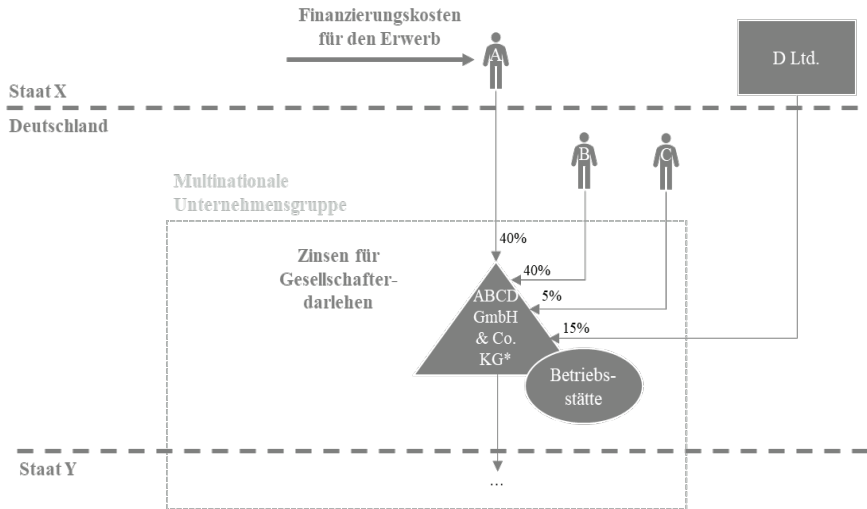 Finanzierungskosten
für den Erwerb
A
D Ltd.
Staat X
Deutschland
B
C
Multinationale
Unternehmensgruppe
40%
Zinsen für
Gesellschafter-
darlehen
40%
5%
ABCD
GmbH
& Co.
KG*
15%
Betriebs-
stätte
Staat Y
...